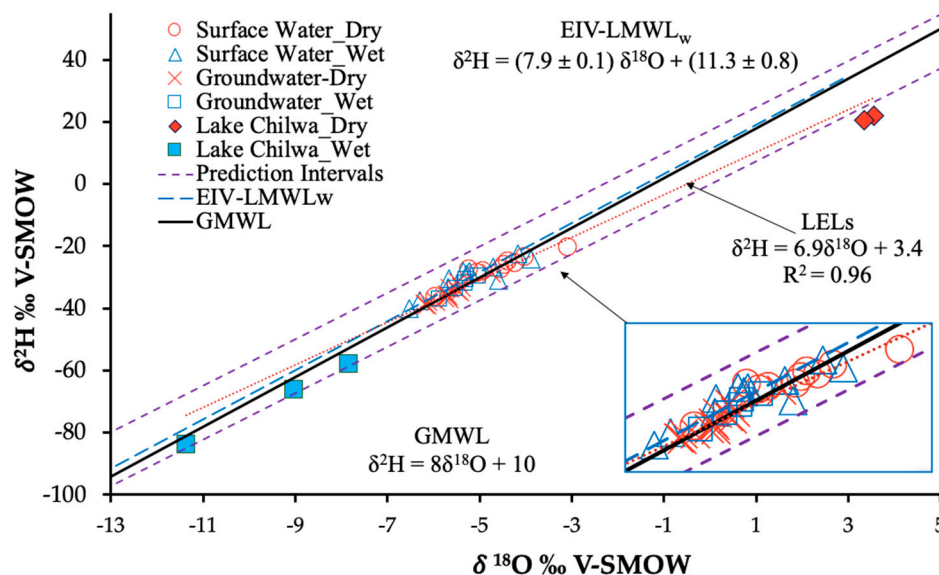 Surface Water_Dry
Surface Water_Wet
Groundwater-Dry
Groundwater_Wet
Lake Chilwa_Dry
Lake Chilwa_Wet
Prediction Intervals
EIV-LMWLw
GMWL
EIV-LMWLw
δ²H = (7.9 ± 0.1) δ¹⁸O + (11.3 ± 0.8)
LELs
δ²H = 6.9δ¹⁸O + 3.4
R² = 0.96
GMWL
δ²H = 8δ¹⁸O + 10
δ²H ‰ V-SMOW
40
20
0
-20
-40
-60
-80
-100
-13 -11 -9 -7 -5 -3 -1 1 3 5
δ ¹⁸O ‰ V-SMOW